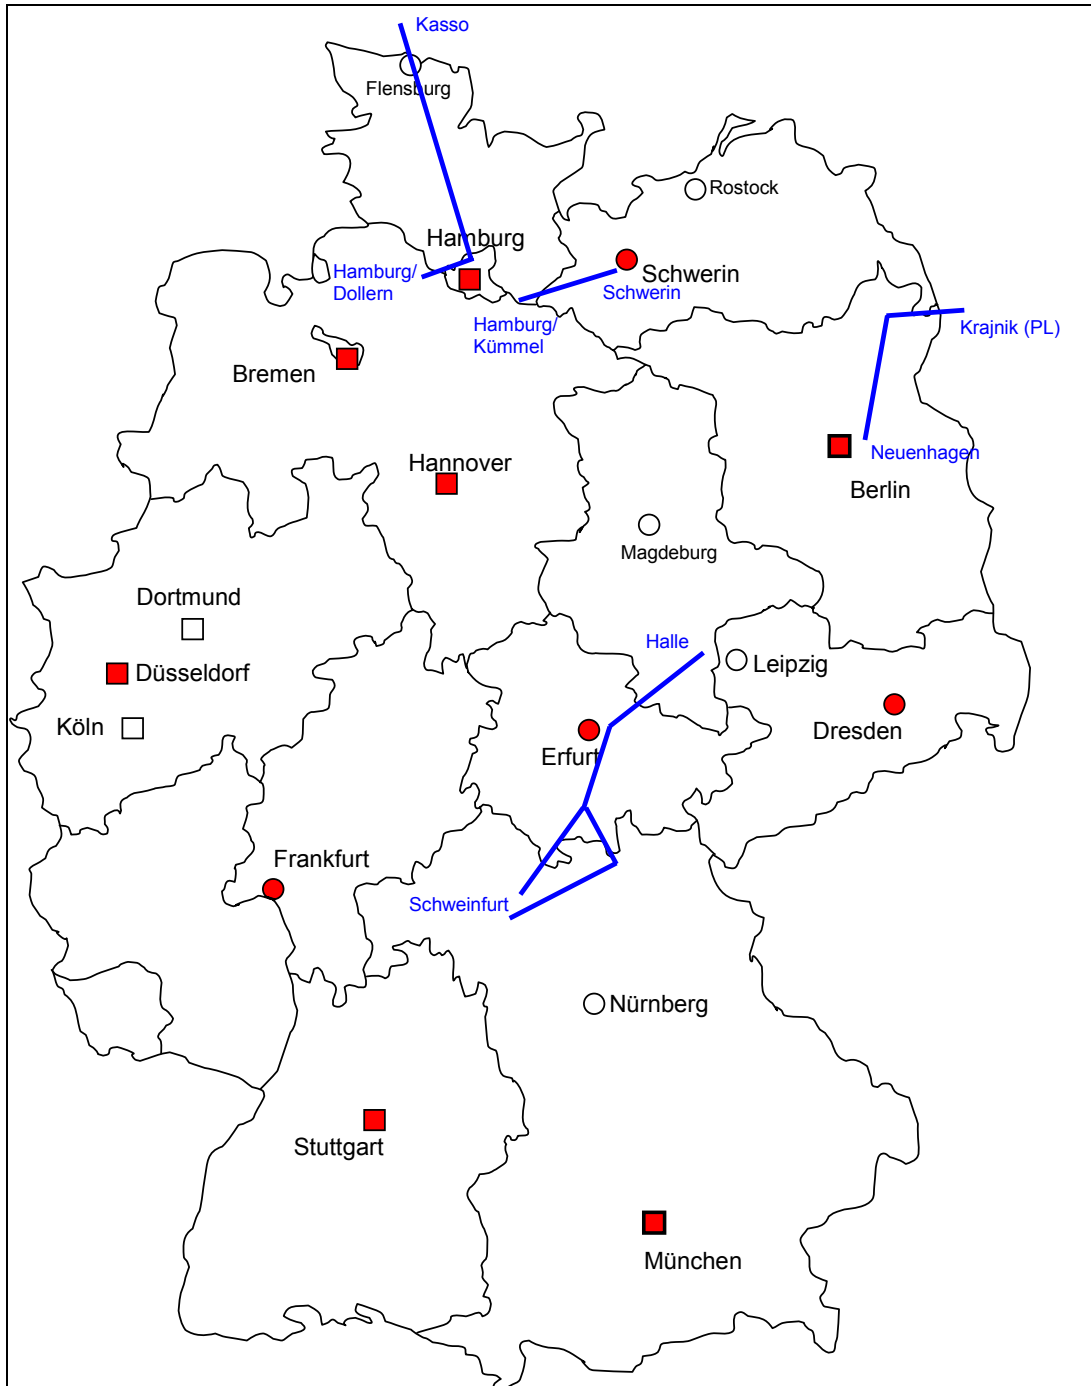 Kasso
Flensburg
Rostock
Hamburg
Hamburg/
Dollern
Schwerin
Schwerin
Hamburg/
Kümmel
Krajnik (PL)
Bremen
Neuenhagen
Hannover
Berlin
Magdeburg
Dortmund
Halle
Leipzig
Düsseldorf
Köln
Erfurt
Dresden
Frankfurt
Schweinfurt
Nürnberg
Stuttgart
München